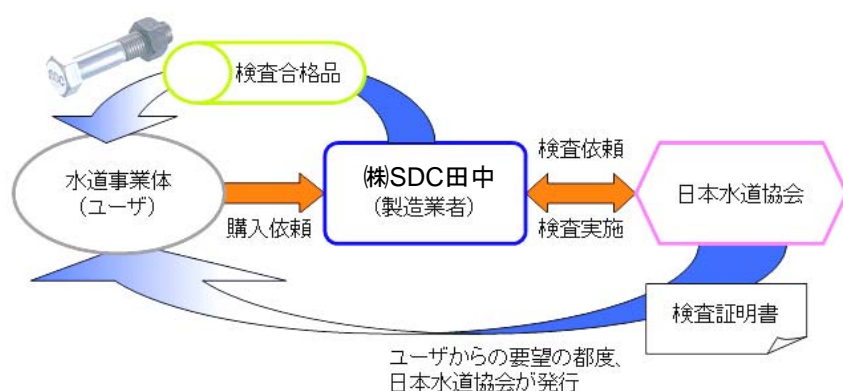 SDC
検査合格品
水道事業体
(ユーザ)
購入依頼
㈱SDC田中
(製造業者)
検査依頼
検査実施
日本水道協会
検査証明書
ユーザからの要望の都度、
日本水道協会が発行